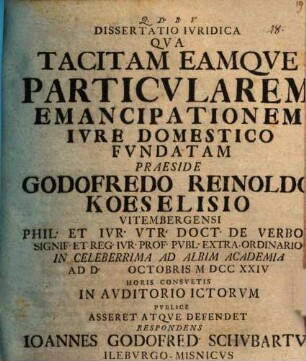 Q D B V
DISSERTATIO IVRIDICA
QVA
TACITAM EAMQVE
PARTICVLAREM
EMANCIPATIONEM
IVRE DOMESTICO
FVNDATAM
PRAESIDE
GODOFREDO REINOLDO
KOESELISIO
VITEMBERGENSI
PHIL· ET IVR· VTR· DOCT· DE VERBO
SIGNIF· ET REG· IVR· PROF· PVBL· EXTRA-ORDINARIO
IN CELEBERRIMA AD ALBIM ACADEMIA
AD D· OCTOBRIS M DCC XXIV
HORIS CONSVETIS
IN AVDITORIO ICTORVM
PVBLICE
ASSERET ATQVE DEFENDET
RESPONDENS
IOANNES GODOFRED SCHVBARTV
ILEBVRGO-MISNICVS